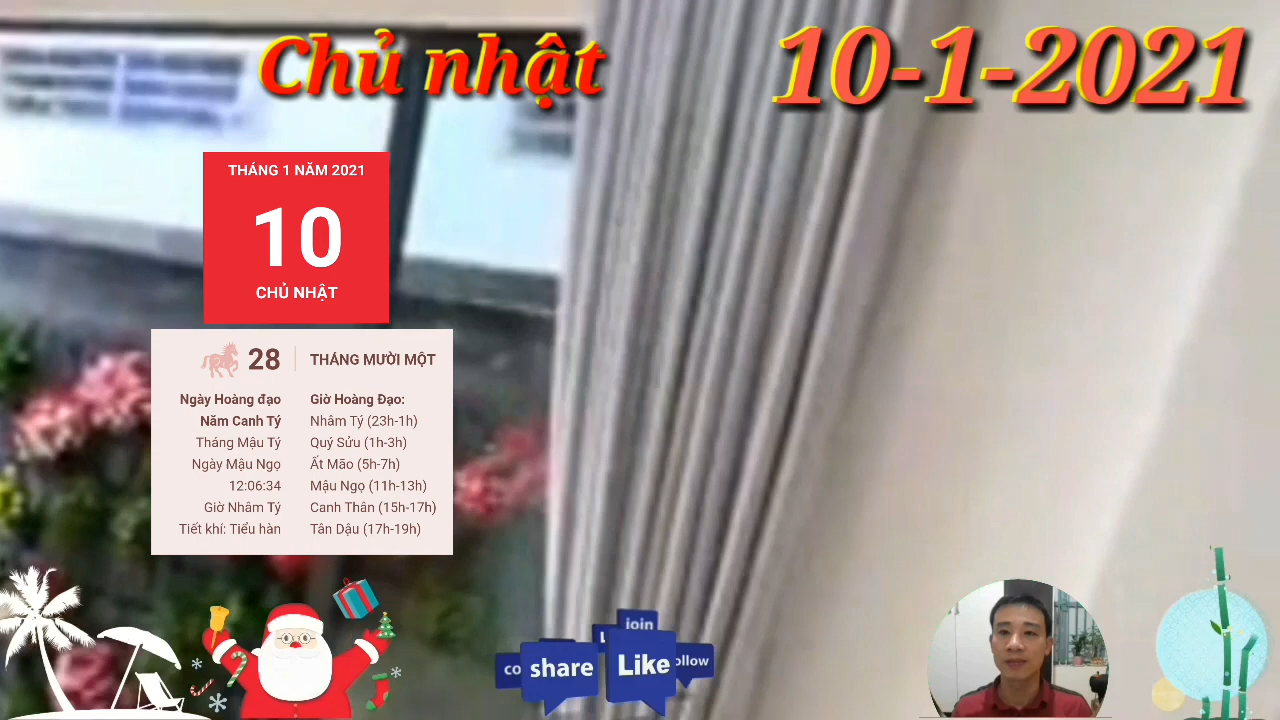 Chủ nhật
10-1-2021
THÁNG 1 NĂM 2021
10
CHỦ NHẬT
28
THÁNG MƯỜI MỘT
Ngày Hoàng đạo
Năm Canh Tý
Tháng Mậu Tý
Ngày Mậu Ngọ
12:06:34
Giờ Nhâm Tý
Tiết khí: Tiểu hàn
Giờ Hoàng Đạo:
Nhâm Tý (23h-1h)
Quý Sửu (1h-3h)
Ất Mão (5h-7h)
Mậu Ngọ (11h-13h)
Canh Thân (15h-17h)
Tân Dậu (17h-19h)
join
co
share
Like
ollow